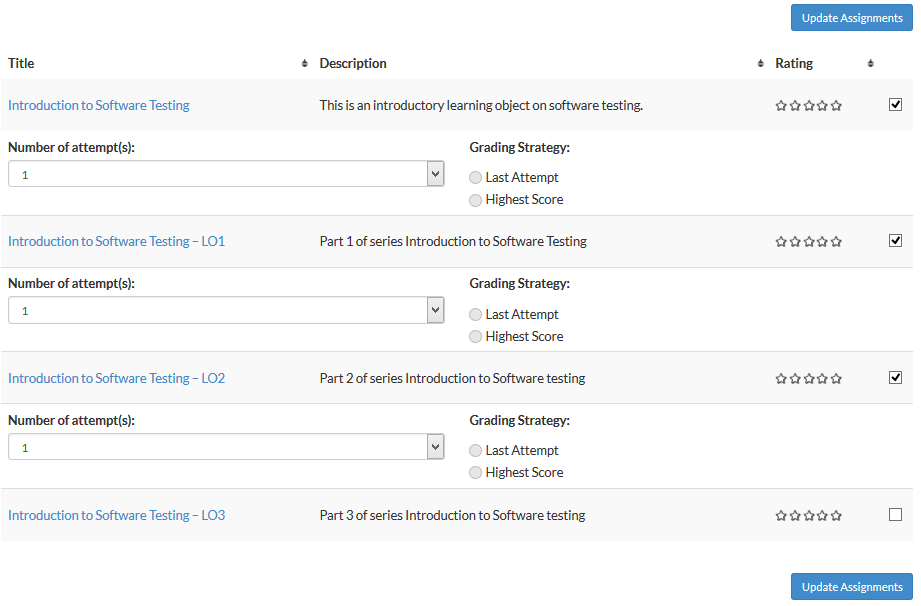 Update Assignments
Title Description Rating
Introduction to Software Testing This is an introductory learning object on software testing.
Number of attempt(s): Grading Strategy:
1 Last Attempt
Highest Score
Introduction to Software Testing – LO1 Part 1 of series Introduction to Software Testing
Number of attempt(s): Grading Strategy:
1 Last Attempt
Highest Score
Introduction to Software Testing – LO2 Part 2 of series Introduction to Software testing
Number of attempt(s): Grading Strategy:
1 Last Attempt
Highest Score
Introduction to Software Testing – LO3 Part 3 of series Introduction to Software testing
Update Assignments